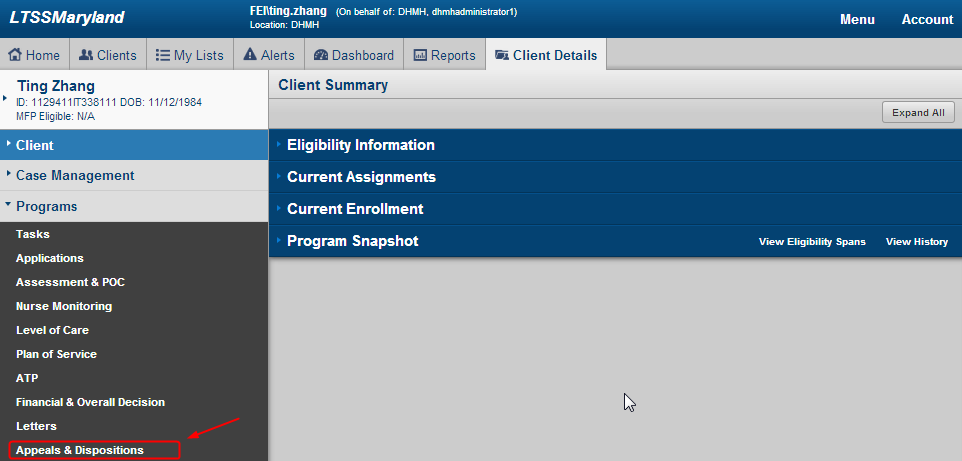 LTSSMaryland
FEI\ting.zhang (On behalf of: DHMH, dhmhadministrator1)
Location: DHMH
Menu Account
Home Clients My Lists Alerts Dashboard Reports Client Details
Ting Zhang
ID: 1129411IT338111 DOB: 11/12/1984
MFP Eligible: N/A
Client
Case Management
Programs
Tasks
Applications
Assessment & POC
Nurse Monitoring
Level of Care
Plan of Service
ATP
Financial & Overall Decision
Letters
Appeals & Dispositions
Client Summary
Expand All
Eligibility Information
Current Assignments
Current Enrollment
Program Snapshot View Eligibility Spans View History